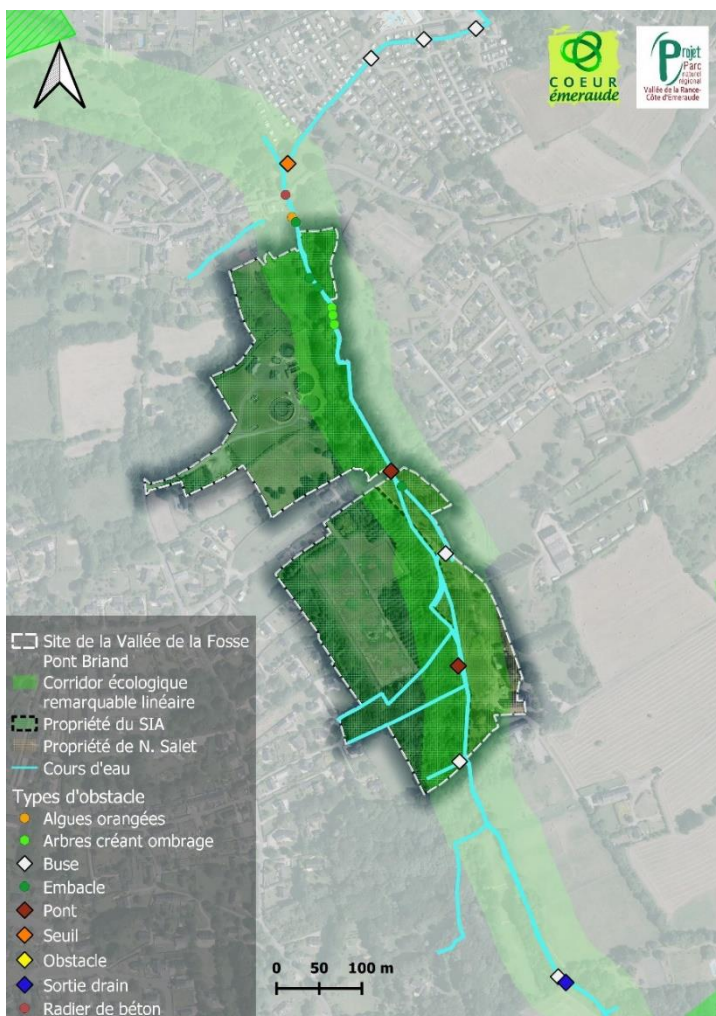 COEUR
émeraude
Projet
Parc
naturel
régional
Vallée de la Rance-
Côte d'Emeraude
Site de la Vallée de la Fosse
Pont Briand
Corridor écologique
remarquable linéaire
Propriété du SIA
Propriété de N. Salet
Cours d'eau
Types d'obstacle
Algues orangées
Arbres créant ombrage
Buse
Embacle
Pont
Seuil
Obstacle
Sortie drain
Radier de béton
0 50 100 m